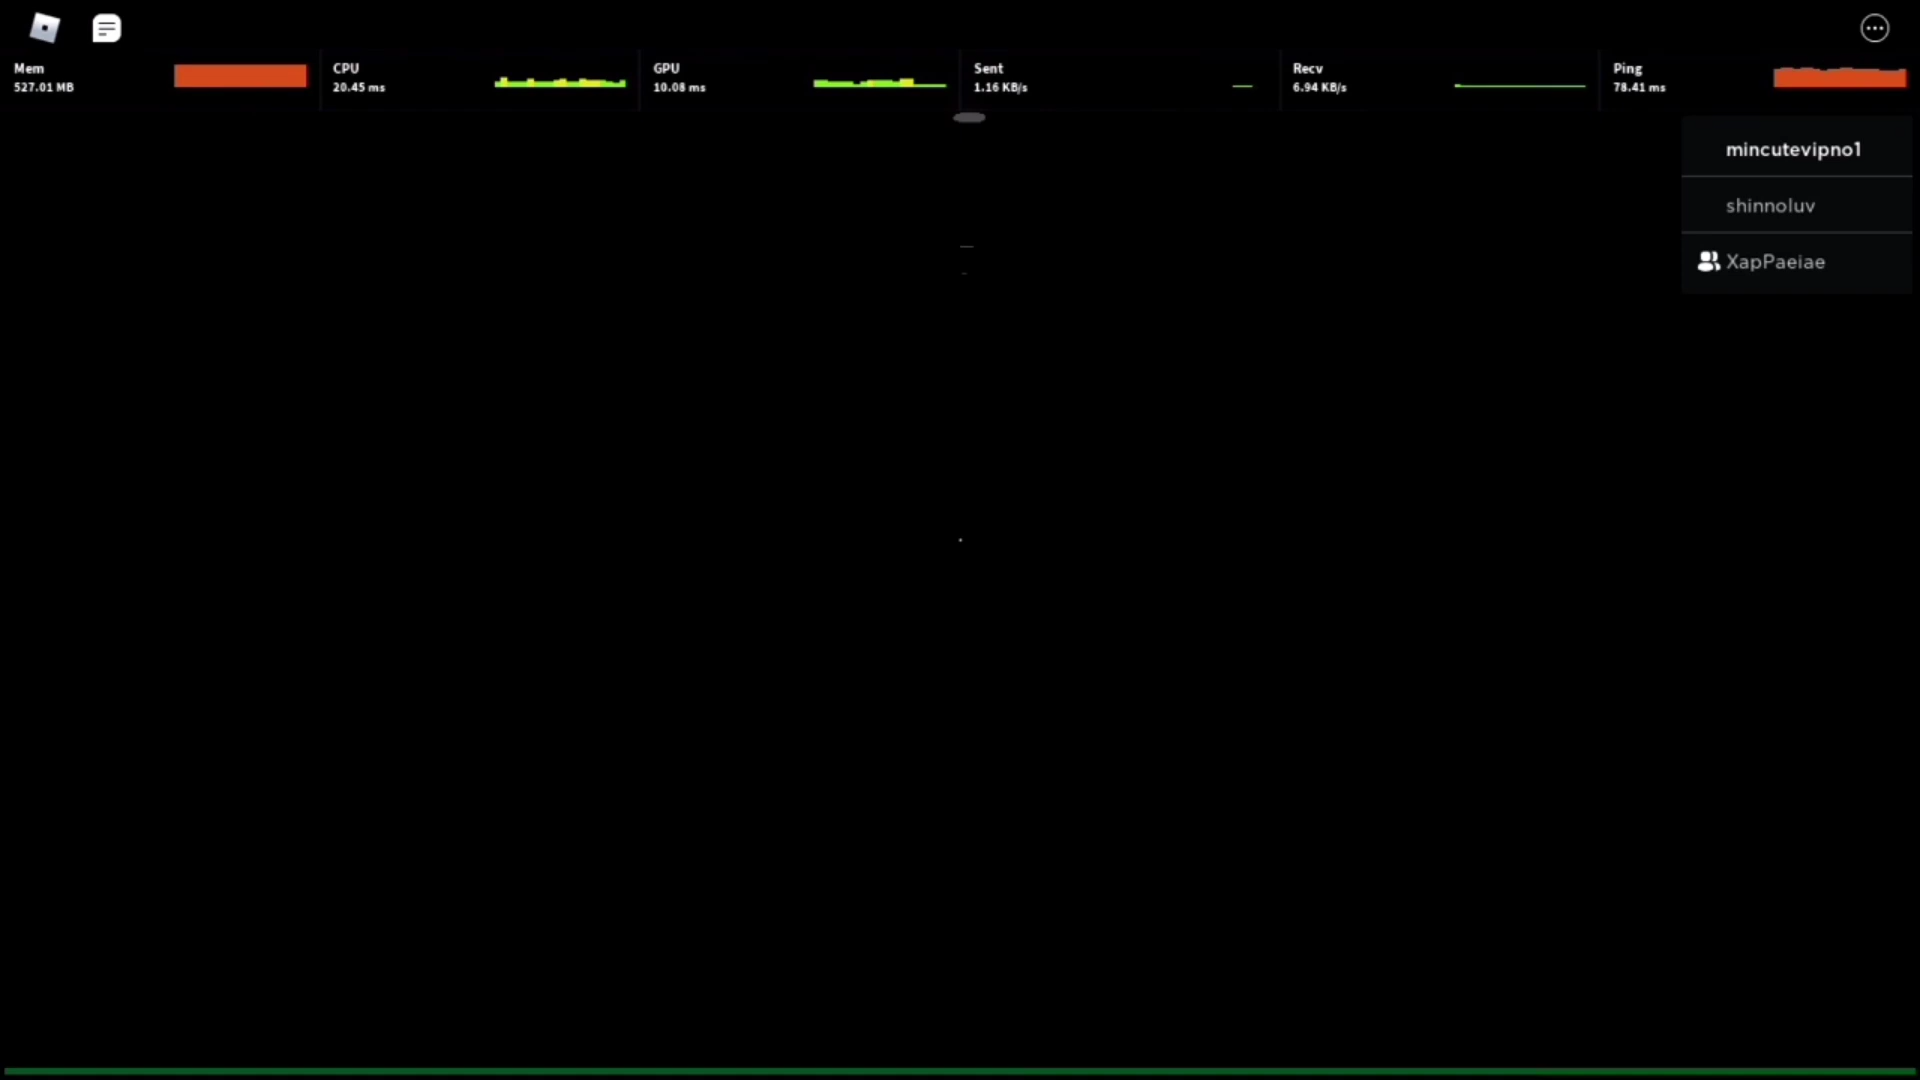 Mem
527.01 MB
CPU
20.45 ms
GPU
10.08 ms
Sent
1.16 KB/s
Recv
6.94 KB/s
Ping
78.41 ms
mincutevipno1
shinnoluv
XapPaeiae